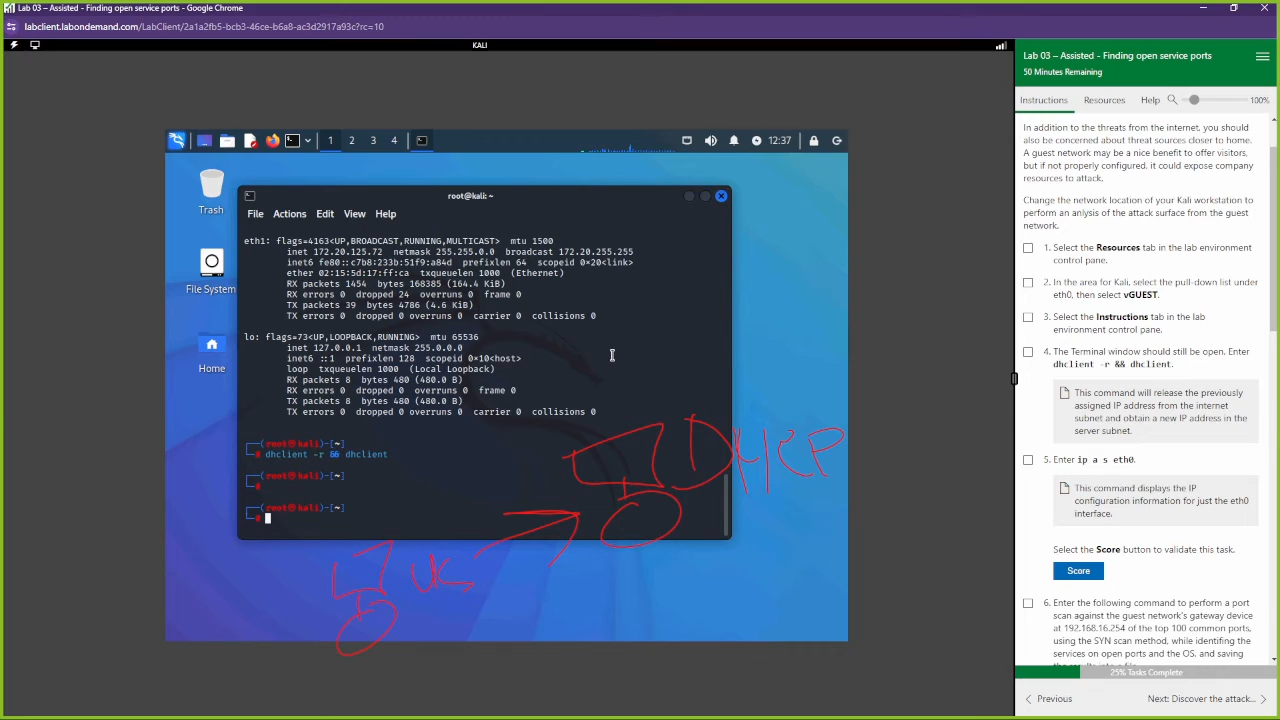 Lab 03 – Assisted - Finding open service ports - Google Chrome
labclient.labondemand.com/LabClient/2a1a2fb5-bcb3-46ce-b6a8-ac3d2917a93c?rc=10
KALI
1 2 3 4 12:37
Trash
File System
Home
root@kali: ~
File Actions Edit View Help
eth1: flags=4163<UP,BROADCAST,RUNNING,MULTICAST>  mtu 1500
inet 172.20.125.72  netmask 255.255.0.0  broadcast 172.20.255.255
inet6 fe80::c7b8:233b:51f9:a84d  prefixlen 64  scopeid 0×20<link>
ether 02:15:5d:17:ff:ca  txqueuelen 1000  (Ethernet)
RX packets 1454  bytes 168385 (164.4 KiB)
RX errors 0  dropped 24  overruns 0  frame 0
TX packets 39  bytes 4786 (4.6 KiB)
TX errors 0  dropped 0 overruns 0  carrier 0  collisions 0
lo: flags=73<UP,LOOPBACK,RUNNING>  mtu 65536
inet 127.0.0.1  netmask 255.0.0.0
inet6 ::1  prefixlen 128  scopeid 0×10<host>
loop  txqueuelen 1000  (Local Loopback)
RX packets 8  bytes 480 (480.0 B)
RX errors 0  dropped 0  overruns 0  frame 0
TX packets 8  bytes 480 (480.0 B)
TX errors 0  dropped 0 overruns 0  carrier 0  collisions 0
(root㉿kali)-[~]
# dhclient -r && dhclient
(root㉿kali)-[~]
#
(root㉿kali)-[~]
#
DHCP
us
Lab 03 – Assisted - Finding open service ports
50 Minutes Remaining
Instructions Resources Help 100%
In addition to the threats from the internet, you should
also be concerned about threat sources closer to home.
A guest network may be a nice benefit to offer visitors,
but if not properly configured, it could expose company
resources to attack.
Change the network location of your Kali workstation to
perform an anlysis of the attack surface from the guest
network.
1. Select the Resources tab in the lab environment
control pane.
2. In the area for Kali, select the pull-down list under
eth0, then select vGUEST.
3. Select the Instructions tab in the lab
environment control pane.
4. The Terminal window should still be open. Enter
dhclient -r && dhclient.
This command will release the previously
assigned IP address from the internet
subnet and obtain a new IP address in the
server subnet.
5. Enter ip a s eth0.
This command displays the IP
configuration information for just the eth0
interface.
Select the Score button to validate this task.
Score
6. Enter the following command to perform a port
scan against the guest network's gateway device
at 192.168.16.254 of the top 100 common ports,
using the SYN scan method, while identifing the
services on open ports and the OS, and saving
the results into a file.
25% Tasks Complete
Previous Next: Discover the attack...